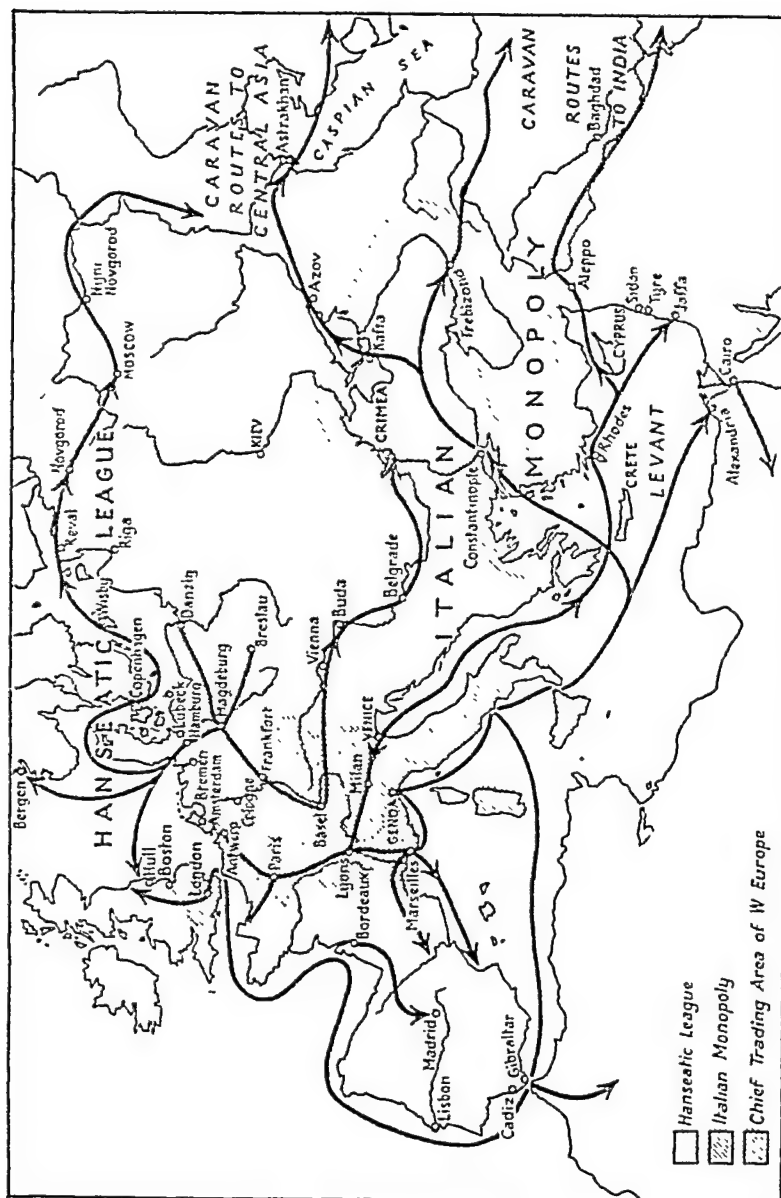 Bergen
HANSEATIC LEAGUE
Wisby
Reval
Riga
Novgorod
Moscow
Nijni
Novgorod
CARAVAN
ROUTES TO
CENTRAL ASIA
Astrakhan
CASPIAN SEA
Hull
Boston
London
Antwerp
Amsterdam
Bremen
Cologne
Hamburg
Lubeck
Copenhagen
Danzig
Magdeburg
Breslau
Frankfort
KIEV
Azov
Kaffa
CRIMEA
Paris
Basel
Vienna
Buda
Belgrade
Lyons
Bordeaux
Milan
VENICE
GENOA
Marseilles
ITALIAN
MONOPOLY
Constantinople
Trebizond
CARAVAN
ROUTES
TO INDIA
Baghdad
Madrid
Lisbon
Cadiz
Gibraltar
Rhodes
CRETE
CYPRUS
LEVANT
Aleppo
Sidon
Tyre
Jaffa
Cairo
Alexandria
Hanseatic League
Italian Monopoly
Chief Trading Area of W Europe